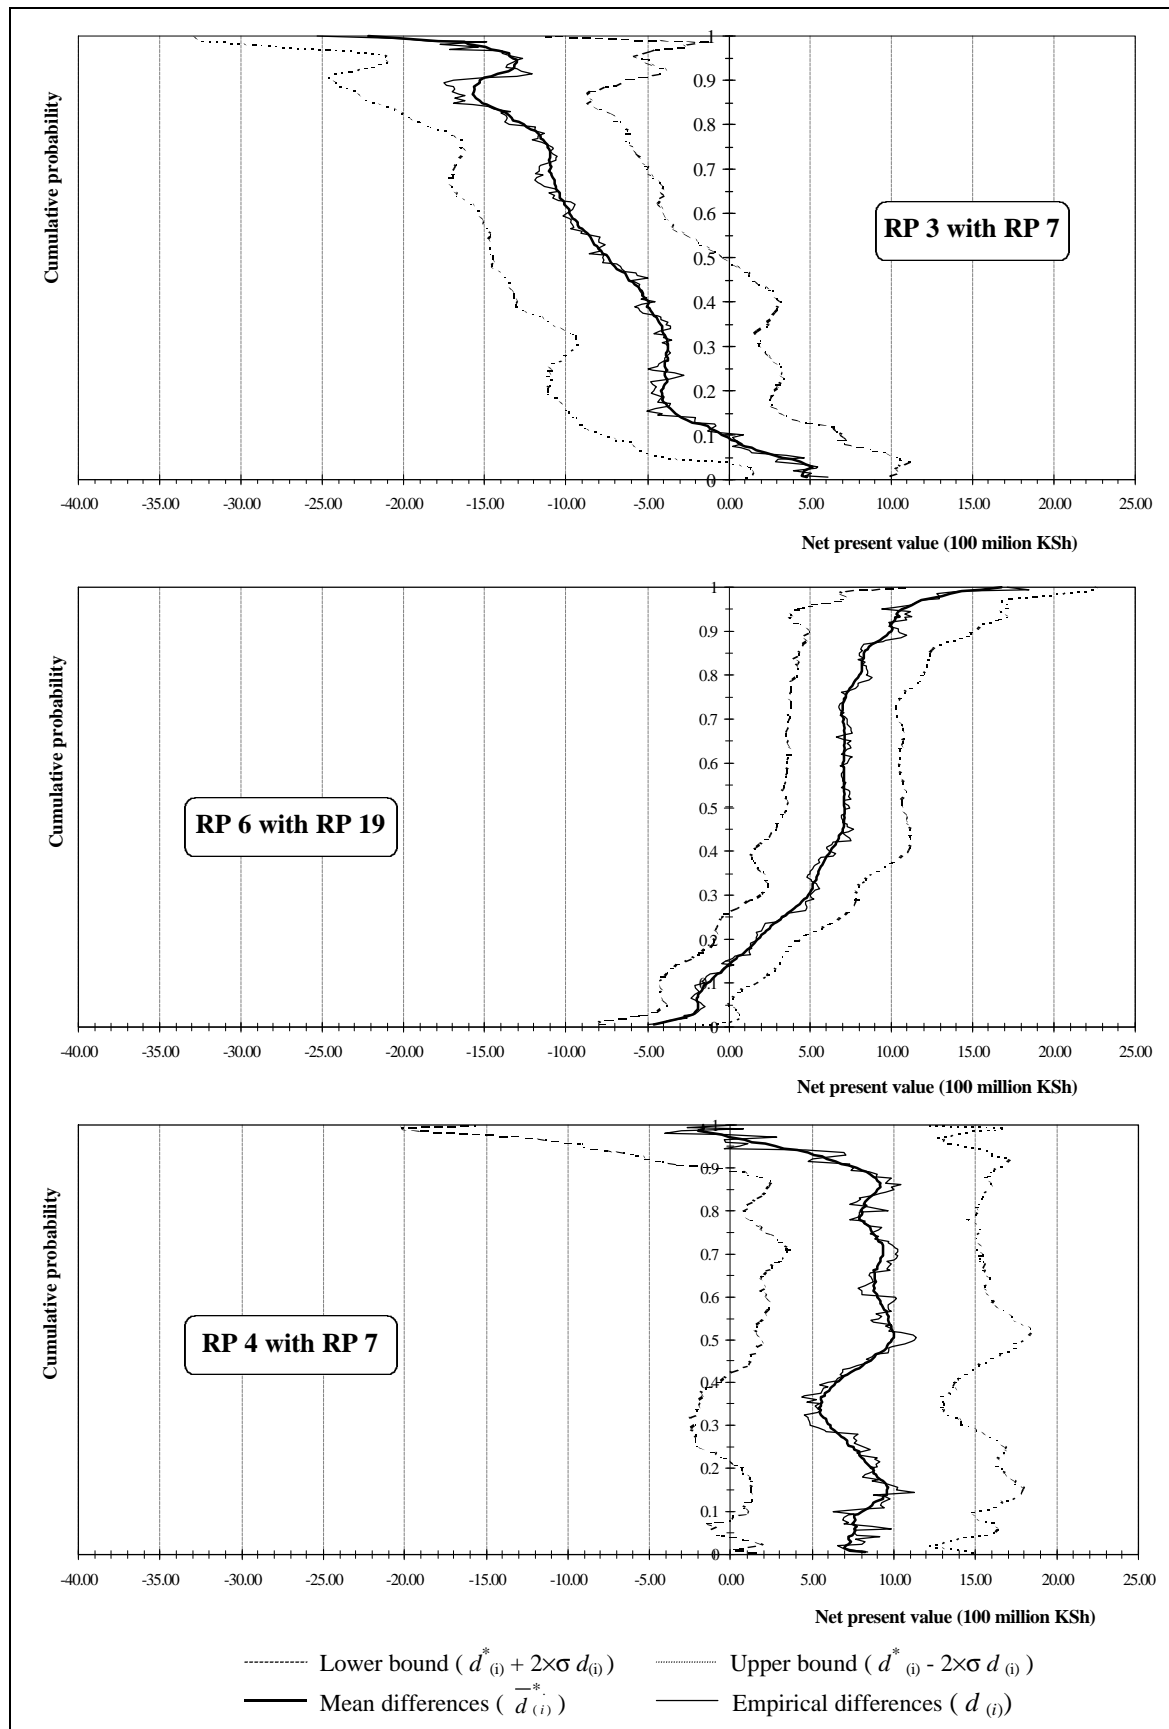 Cumulative probability
1
0.9
0.8
0.7
0.6
0.5
0.4
0.3
0.2
0.1
0
RP 3 with RP 7
-40.00 -35.00 -30.00 -25.00 -20.00 -15.00 -10.00 -5.00 0.00 5.00 10.00 15.00 20.00 25.00
Net present value (100 milion KSh)
Cumulative probability
1
0.9
0.8
0.7
0.6
0.5
0.4
0.3
0.2
.1
0
RP 6 with RP 19
-40.00 -35.00 -30.00 -25.00 -20.00 -15.00 -10.00 -5.00 0.00 5.00 10.00 15.00 20.00 25.00
Net present value (100 million KSh)
Cumulative probability
1
0.9
0.8
0.7
0.6
0.5
0.4
0.3
0.2
0.1
0
RP 4 with RP 7
-40.00 -35.00 -30.00 -25.00 -20.00 -15.00 -10.00 -5.00 0.00 5.00 10.00 15.00 20.00 25.00
Net present value (100 million KSh)
Lower bound ( d*(i) + 2×σ d(i) ) Upper bound ( d*(i) - 2×σ d (i) )
Mean differences ( d̅*(i) ) Empirical differences ( d (i) )